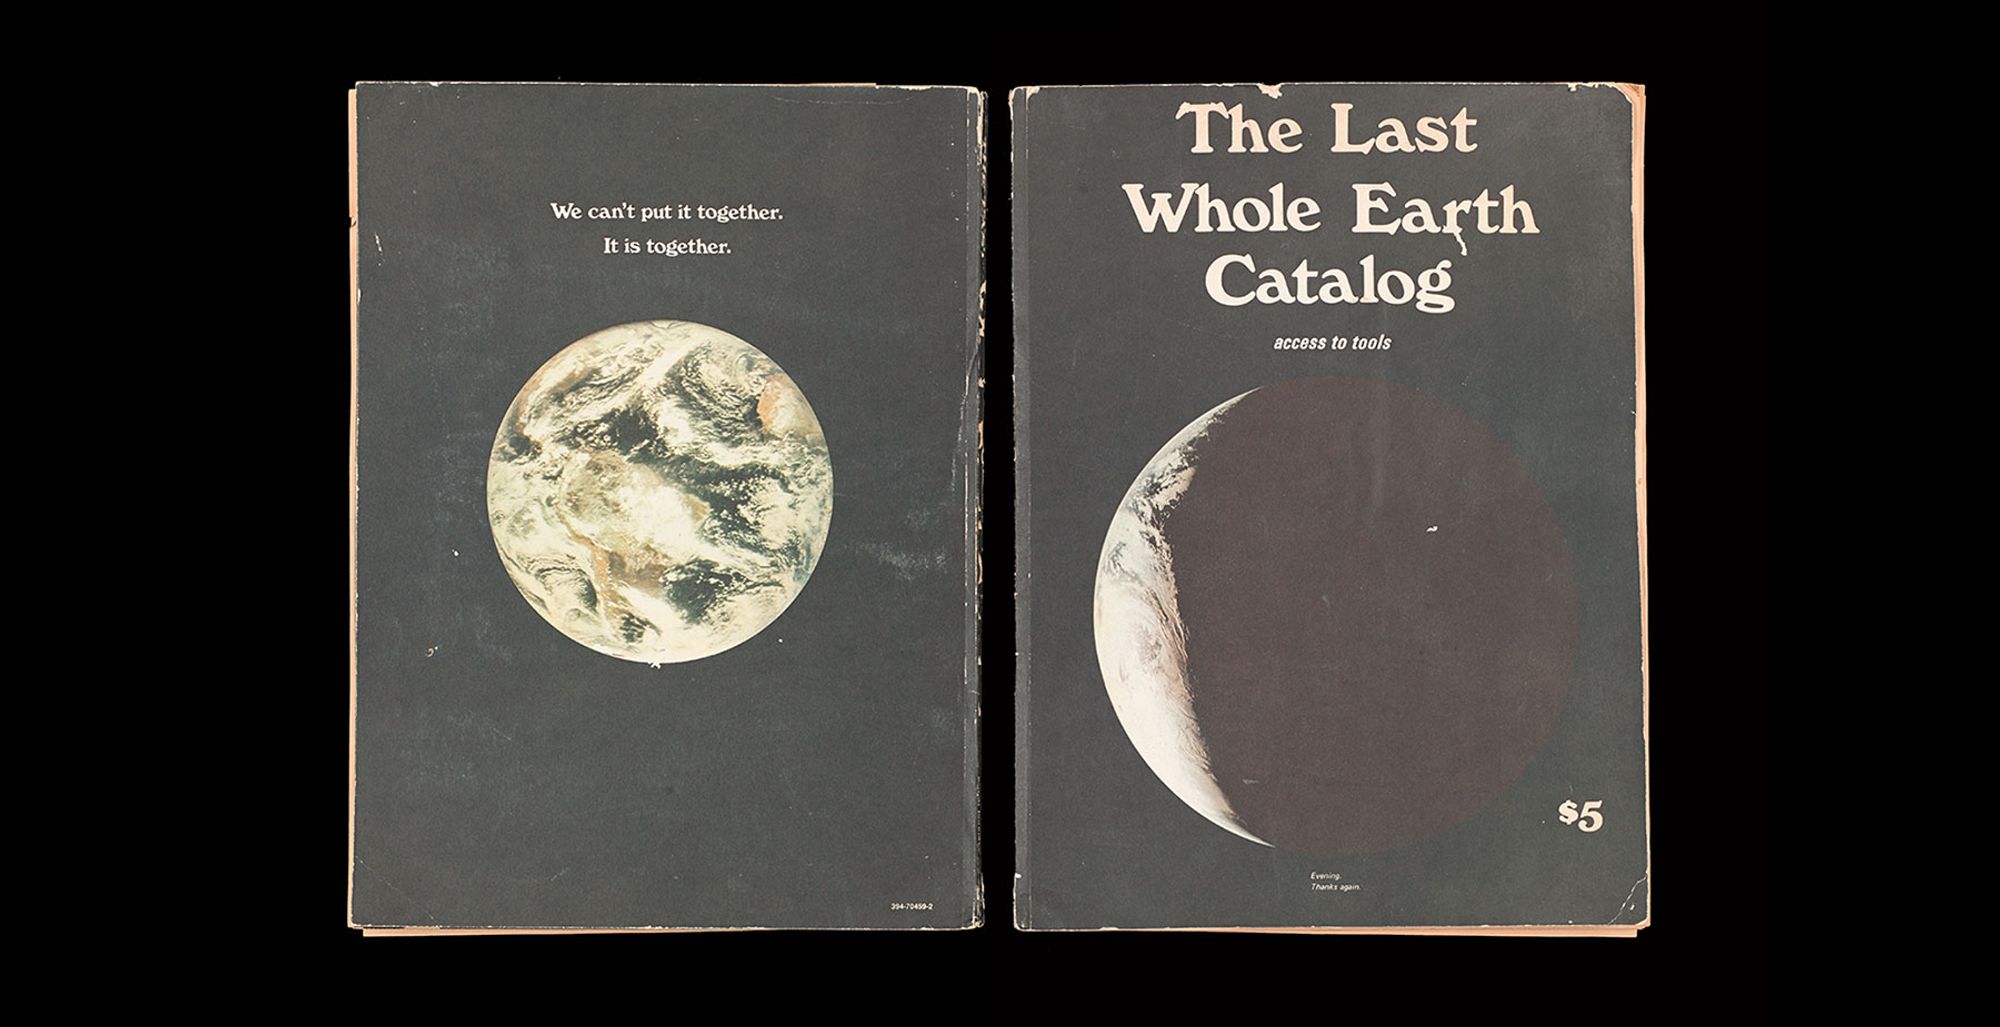 We can't put it together.
It is together.
394-70459-2
The Last
Whole Earth
Catalog
access to tools
$5
Evening.
Thanks again.